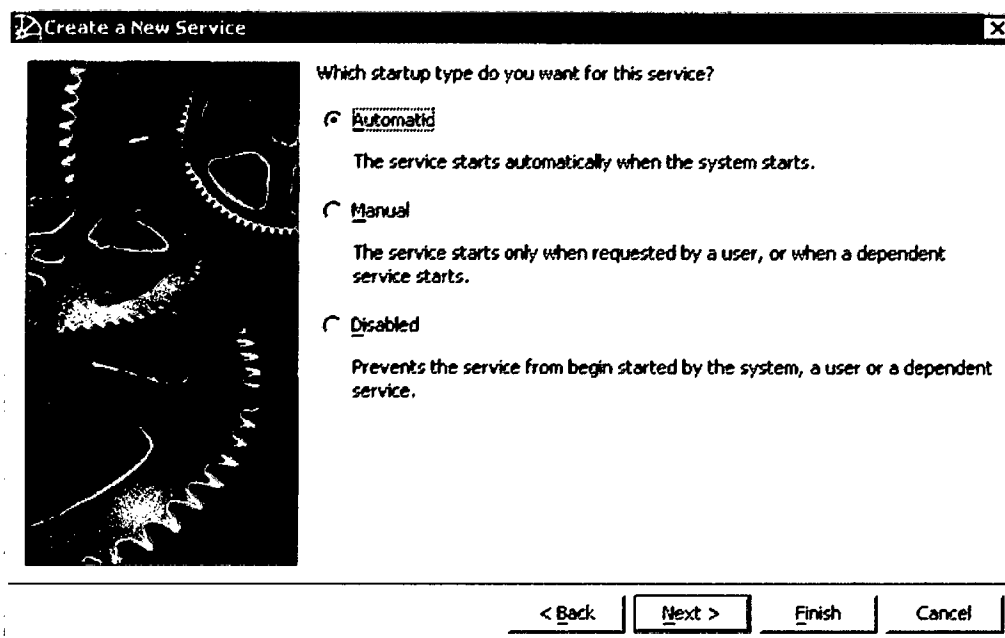 Create a New Service
Which startup type do you want for this service?
Automatic
The service starts automatically when the system starts.
Manual
The service starts only when requested by a user, or when a dependent
service starts.
Disabled
Prevents the service from begin started by the system, a user or a dependent
service.
< Back Next > Finish Cancel